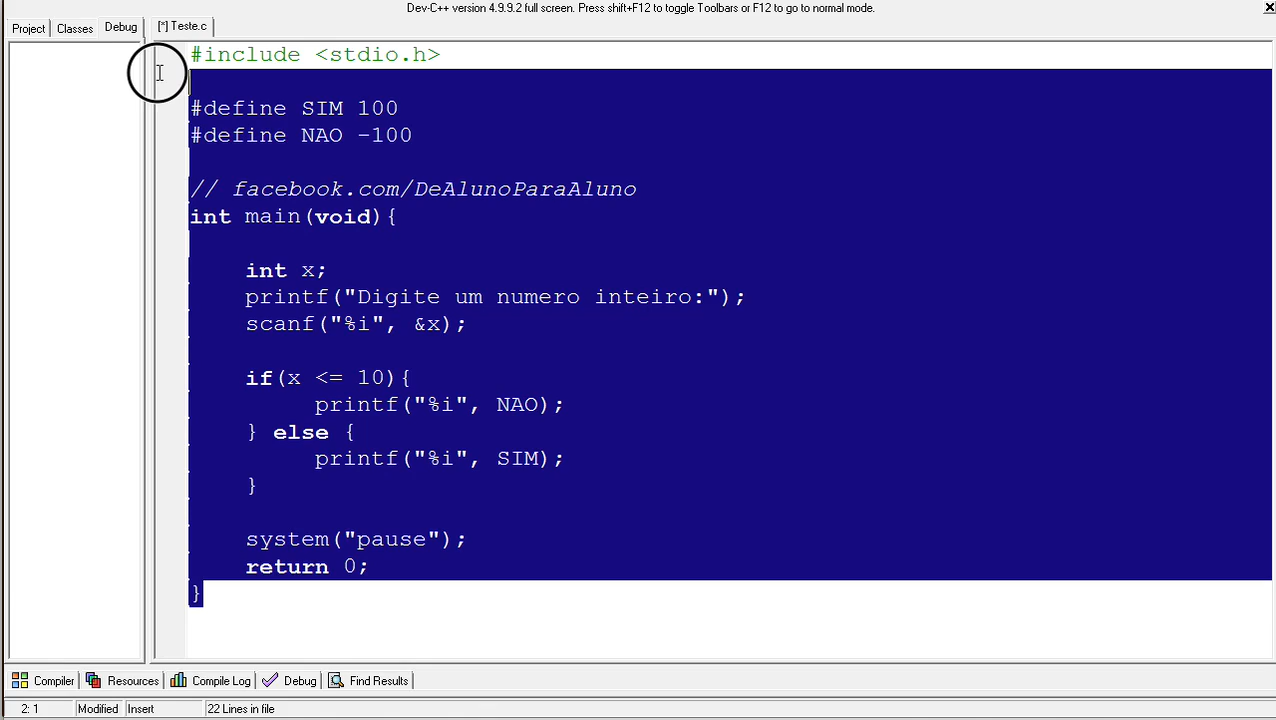 Dev-C++ version 4.9.9.2 full screen. Press shift+F12 to toggle Toolbars or F12 to go to normal mode.
Project Classes Debug [*] Teste.c
#include <stdio.h>
#define SIM 100
#define NAO -100
// facebook.com/DeAlunoParaAluno
int main(void){
int x;
printf("Digite um numero inteiro:");
scanf("%i", &x);
if(x <= 10){
printf("%i", NAO);
} else {
printf("%i", SIM);
}
system("pause");
return 0;
}
Compiler Resources Compile Log Debug Find Results
2: 1 Modified Insert 22 Lines in file